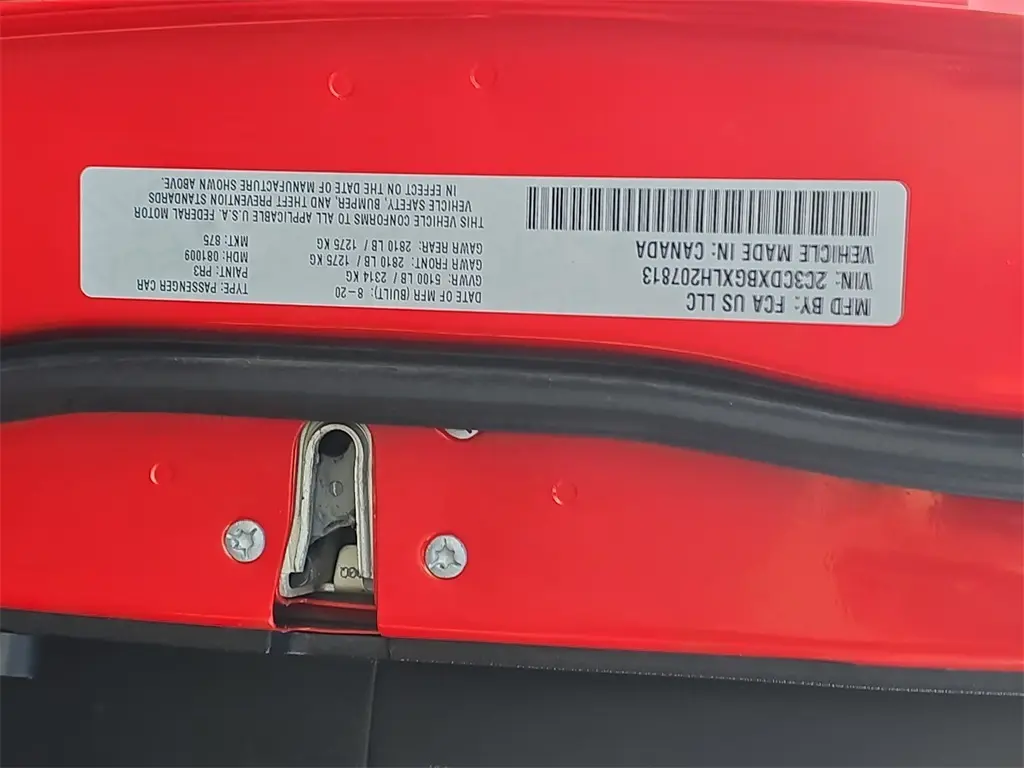 MFD BY: FCA US LLC
VIN: 2C3CDXBGXLH207813
VEHICLE MADE IN: CANADA
DATE OF MFR (BUILT): 8-20
GAWR: 5100 LB / 2314 KG
GAWR FRONT: 2810 LB / 1275 KG
GAWR REAR: 2810 LB / 1275 KG
TYPE: PASSENGER CAR
PAINT: PR3
MDH: 081009
MKT: 875
THIS VEHICLE CONFORMS TO ALL APPLICABLE U.S.A. FEDERAL MOTOR
VEHICLE SAFETY, BUMPER, AND THEFT PREVENTION STANDARDS
IN EFFECT ON THE DATE OF MANUFACTURE SHOWN ABOVE.